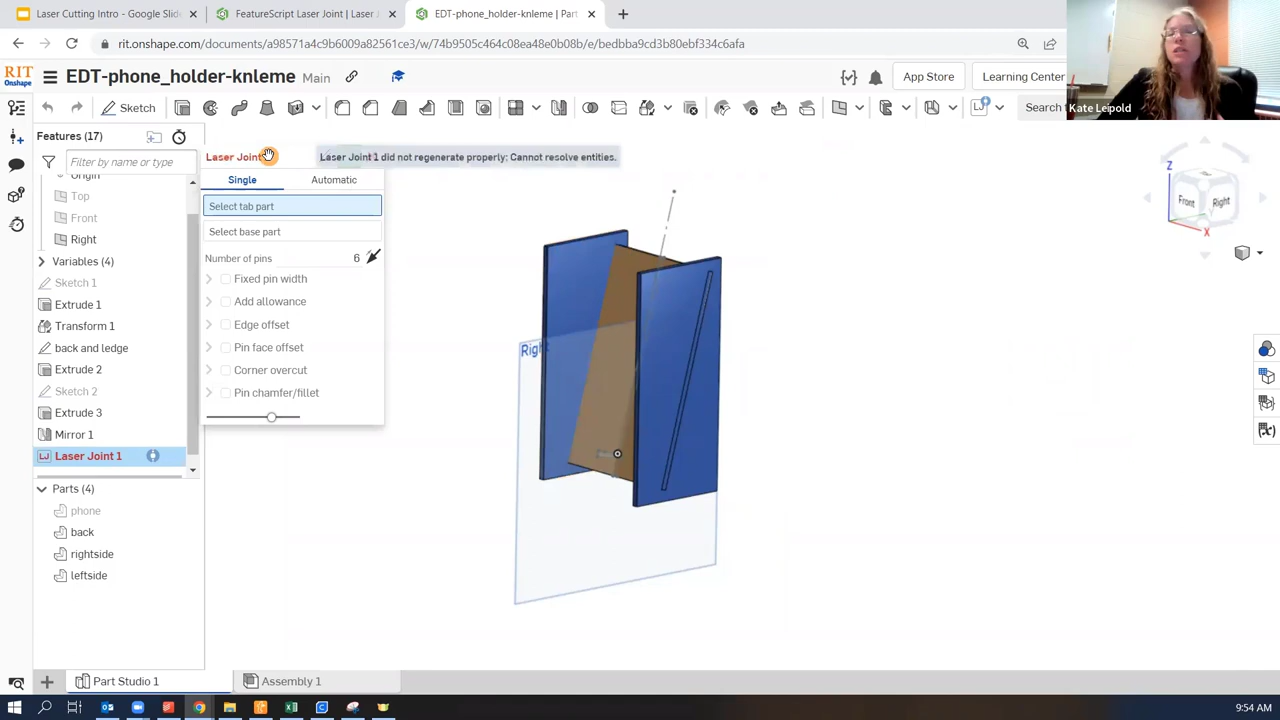 Laser Cutting Intro - Google Slid
FeatureScript Laser Joint | Laser J
EDT-phone_holder-knleme | Part
rit.onshape.com/documents/a98571a4c9b6009a82561ce3/w/74b95058164c08ea48e0b08b/e/bedbba9cd3b80ebf334c6afa
RIT
Onshape
EDT-phone_holder-knleme Main
App Store
Learning Center
Kate Leipold
Sketch
Search
Features (17)
Filter by name or type
Origin
Top
Front
Right
Variables (4)
Sketch 1
Extrude 1
Transform 1
back and ledge
Extrude 2
Sketch 2
Extrude 3
Mirror 1
Laser Joint 1
Parts (4)
phone
back
rightside
leftside
Laser Joint
Laser Joint 1 did not regenerate properly: Cannot resolve entities.
Single
Automatic
Select tab part
Select base part
Number of pins 6
Fixed pin width
Add allowance
Edge offset
Pin face offset
Corner overcut
Pin chamfer/fillet
Right
Z
Front
Right
X
Part Studio 1
Assembly 1
9:54 AM